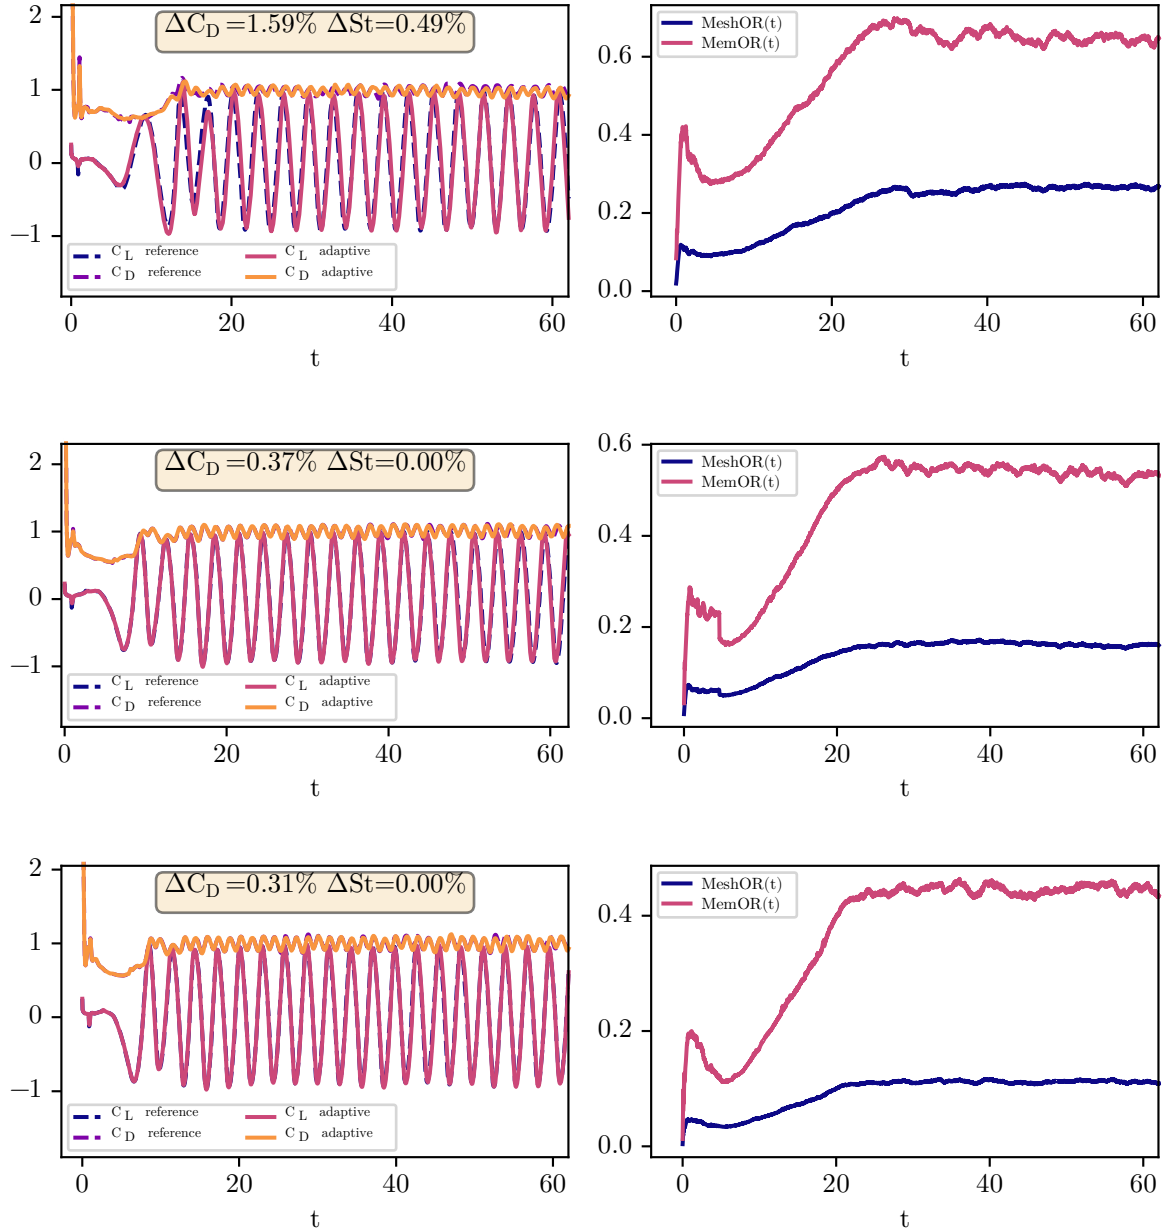 ΔC_D=1.59% ΔSt=0.49%
2
1
0
−1
C_L reference
C_D reference
C_L adaptive
C_D adaptive
0 20 40 60
t
MeshOR(t)
MemOR(t)
0.6
0.4
0.2
0.0
0 20 40 60
t
ΔC_D=0.37% ΔSt=0.00%
2
1
0
−1
C_L reference
C_D reference
C_L adaptive
C_D adaptive
0 20 40 60
t
MeshOR(t)
MemOR(t)
0.6
0.4
0.2
0.0
0 20 40 60
t
ΔC_D=0.31% ΔSt=0.00%
2
1
0
−1
C_L reference
C_D reference
C_L adaptive
C_D adaptive
0 20 40 60
t
MeshOR(t)
MemOR(t)
0.4
0.2
0.0
0 20 40 60
t